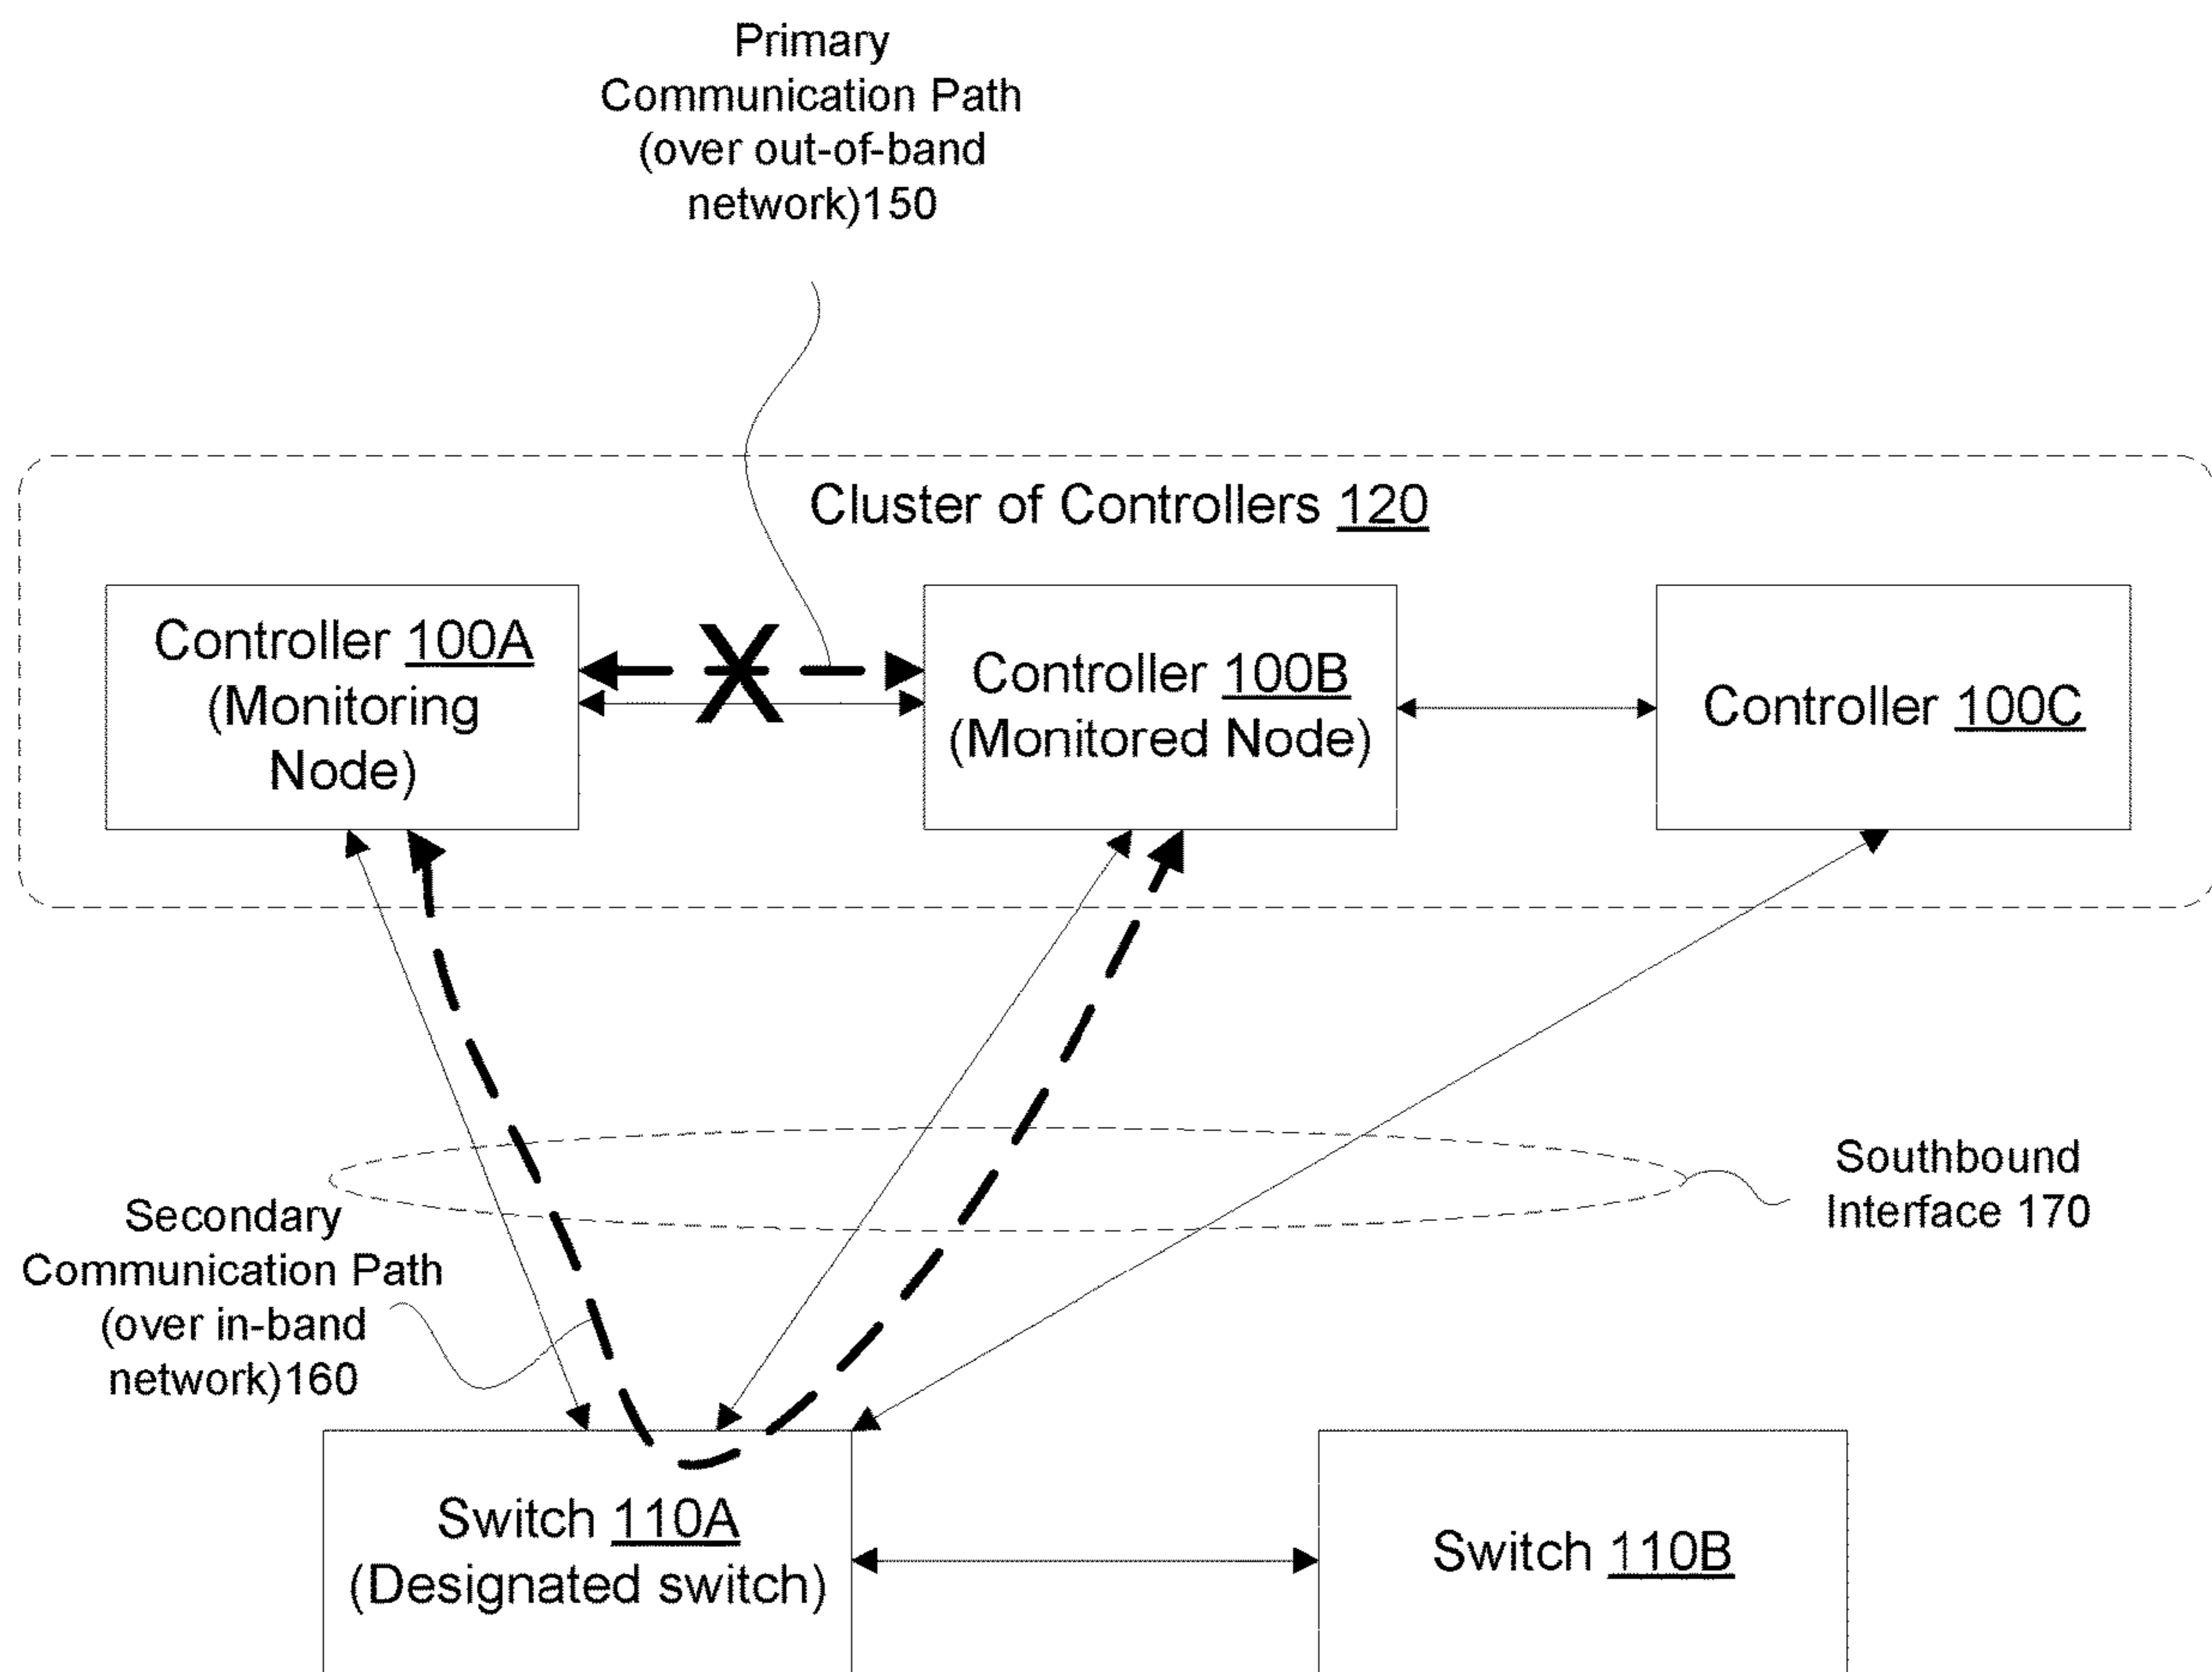 Primary
Communication Path
(over out-of-band
network)150
Cluster of Controllers 120
Controller 100A
(Monitoring
Node)
X
Controller 100B
(Monitored Node)
Controller 100C
Southbound
Interface 170
Secondary
Communication Path
(over in-band
network)160
Switch 110A
(Designated switch)
Switch 110B